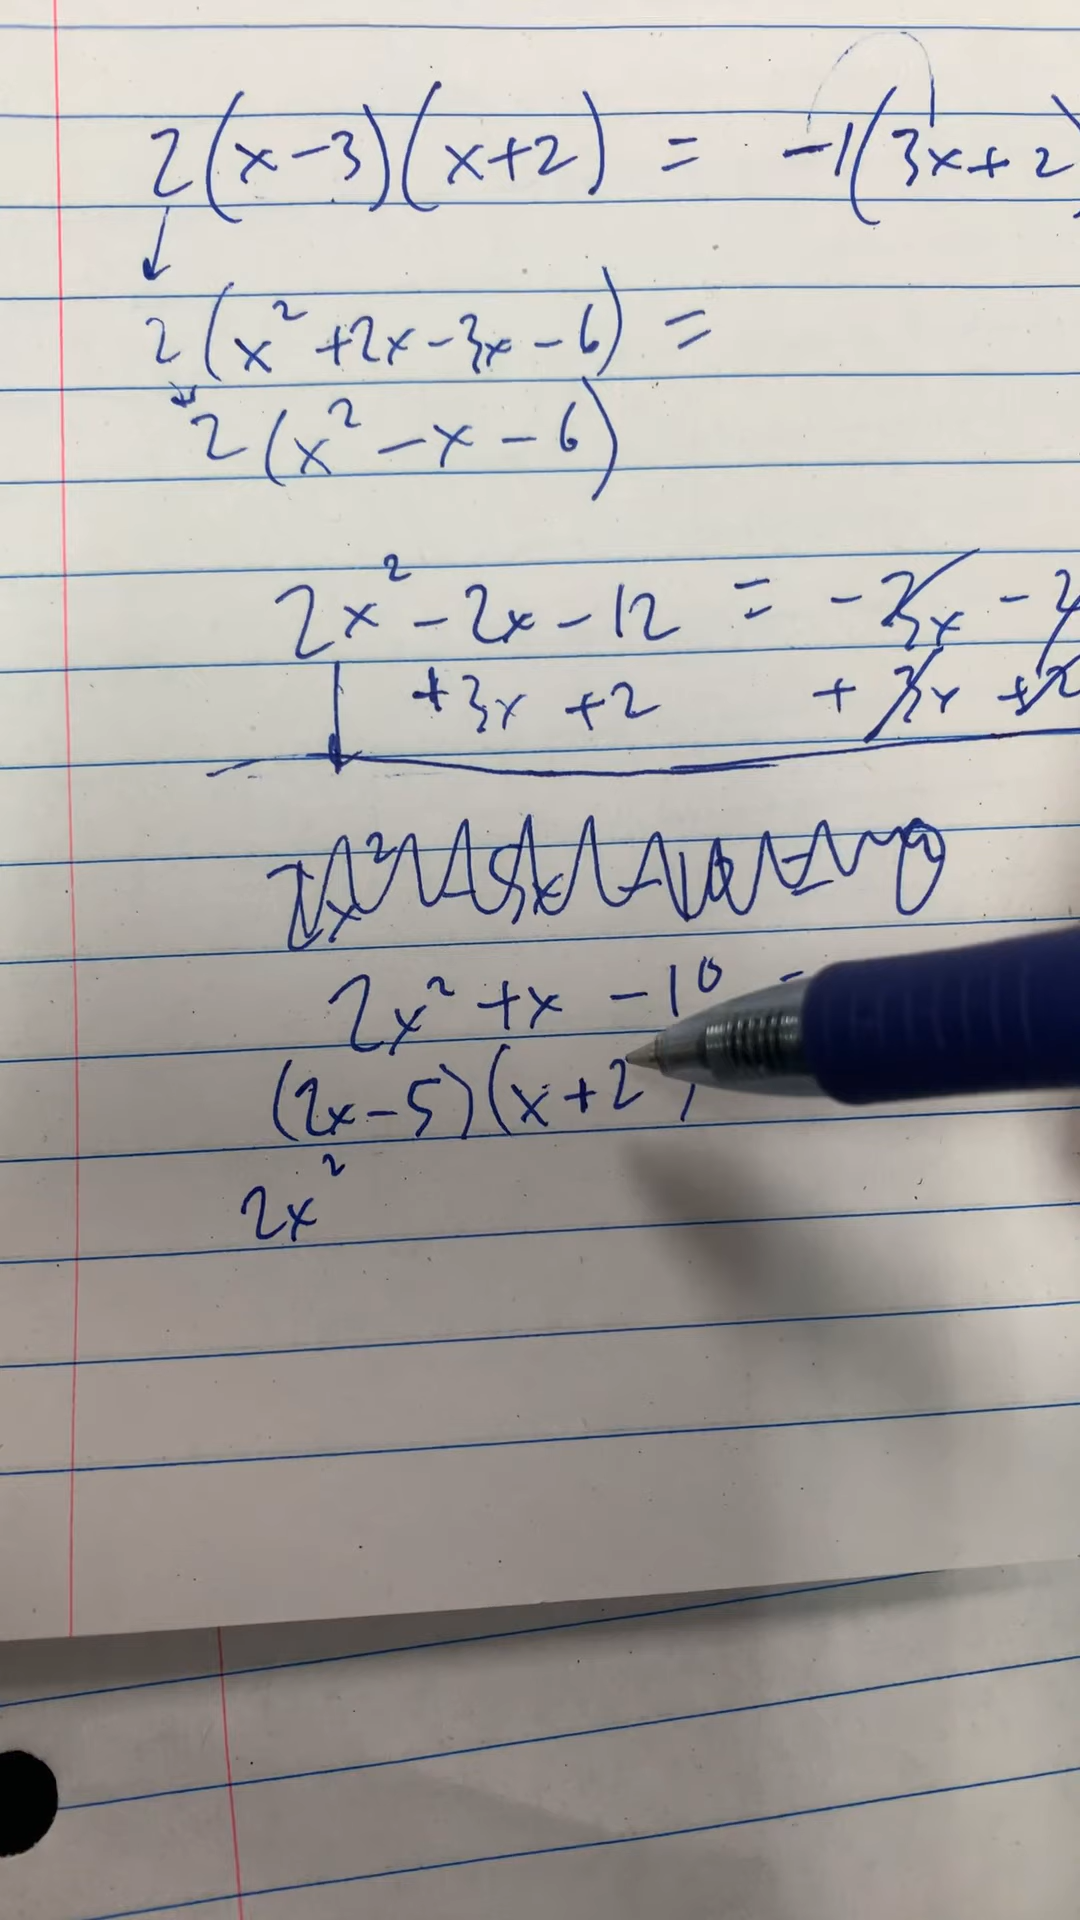 2(x-3)(x+2) = -1(3x+2)
2(x²+2x-3x-6) =
2(x²-x-6)
2x²-2x-12 = -3x-2
+3x +2 +3x +2
2x²+x-10
(2x-5)(x+2)
2x²